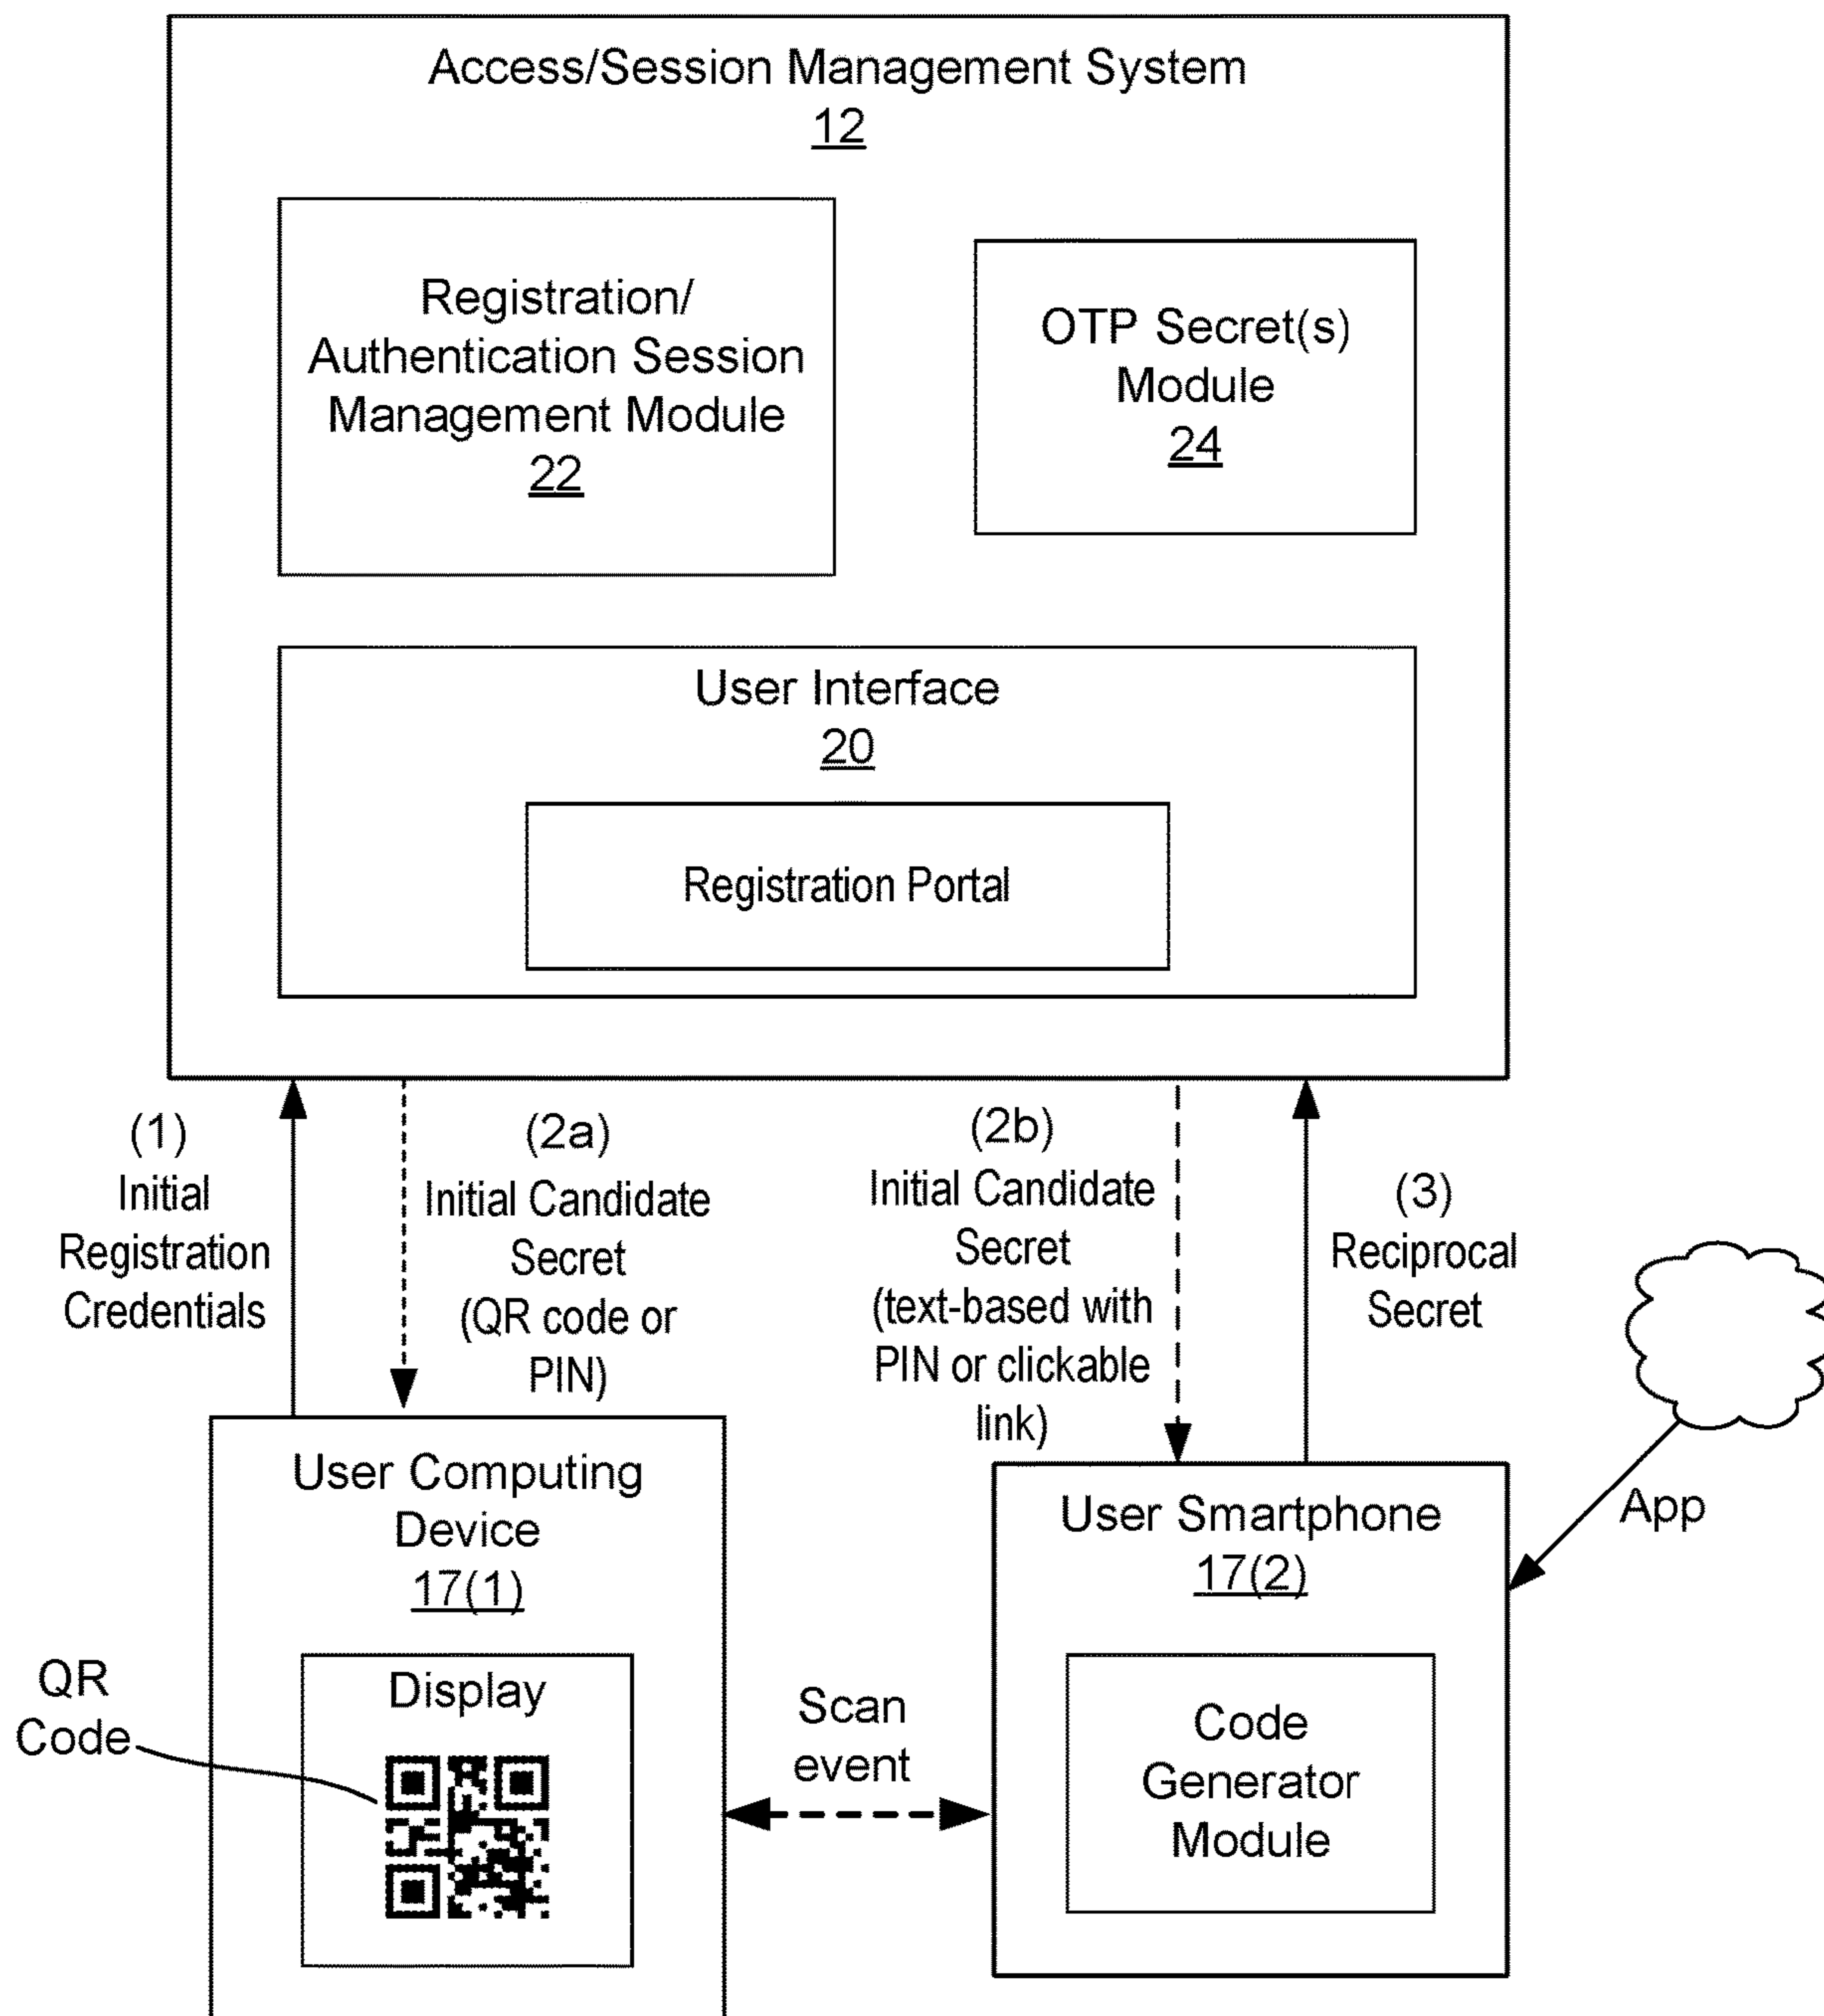 Access/Session Management System
12
Registration/
Authentication Session
Management Module
22
OTP Secret(s)
Module
24
User Interface
20
Registration Portal
(1)
Initial
Registration
Credentials
(2a)
Initial Candidate
Secret
(QR code or
PIN)
(2b)
Initial Candidate
Secret
(text-based with
PIN or clickable
link)
(3)
Reciprocal
Secret
App
User Computing
Device
17(1)
Display
QR
Code
Scan
event
User Smartphone
17(2)
Code
Generator
Module